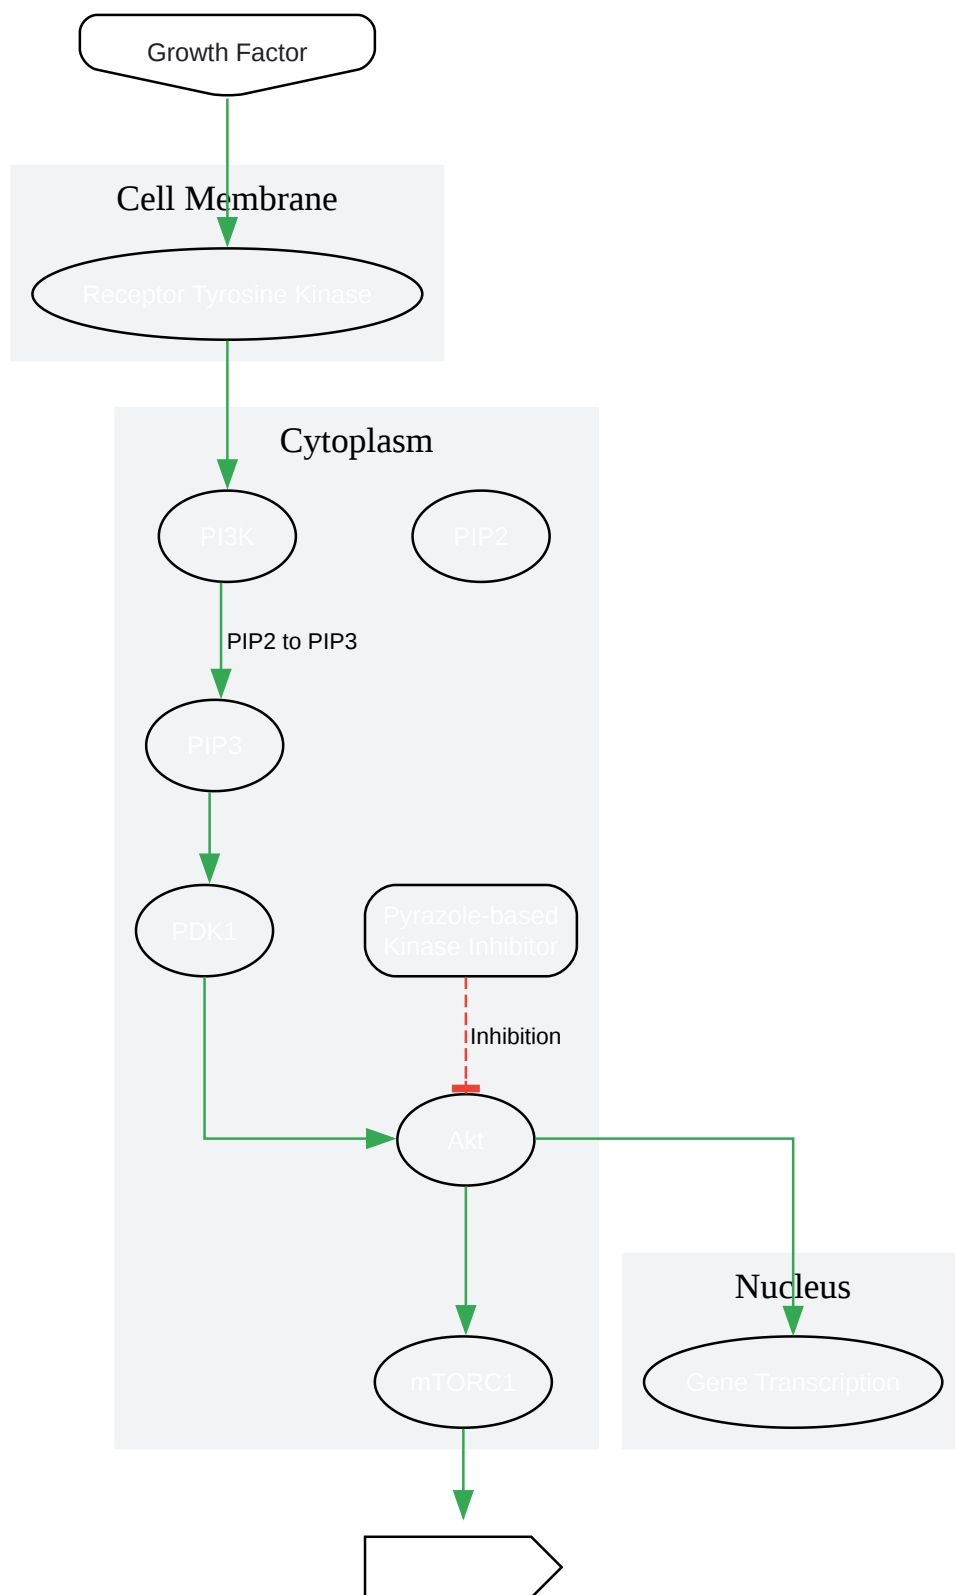 Growth Factor
Cell Membrane
Receptor Tyrosine Kinase
Cytoplasm
PI3K
PIP2
PIP2 to PIP3
PIP3
PDK1
Pyrazole-based
Kinase Inhibitor
Inhibition
Akt
Nucleus
mTORC1
Gene Transcription